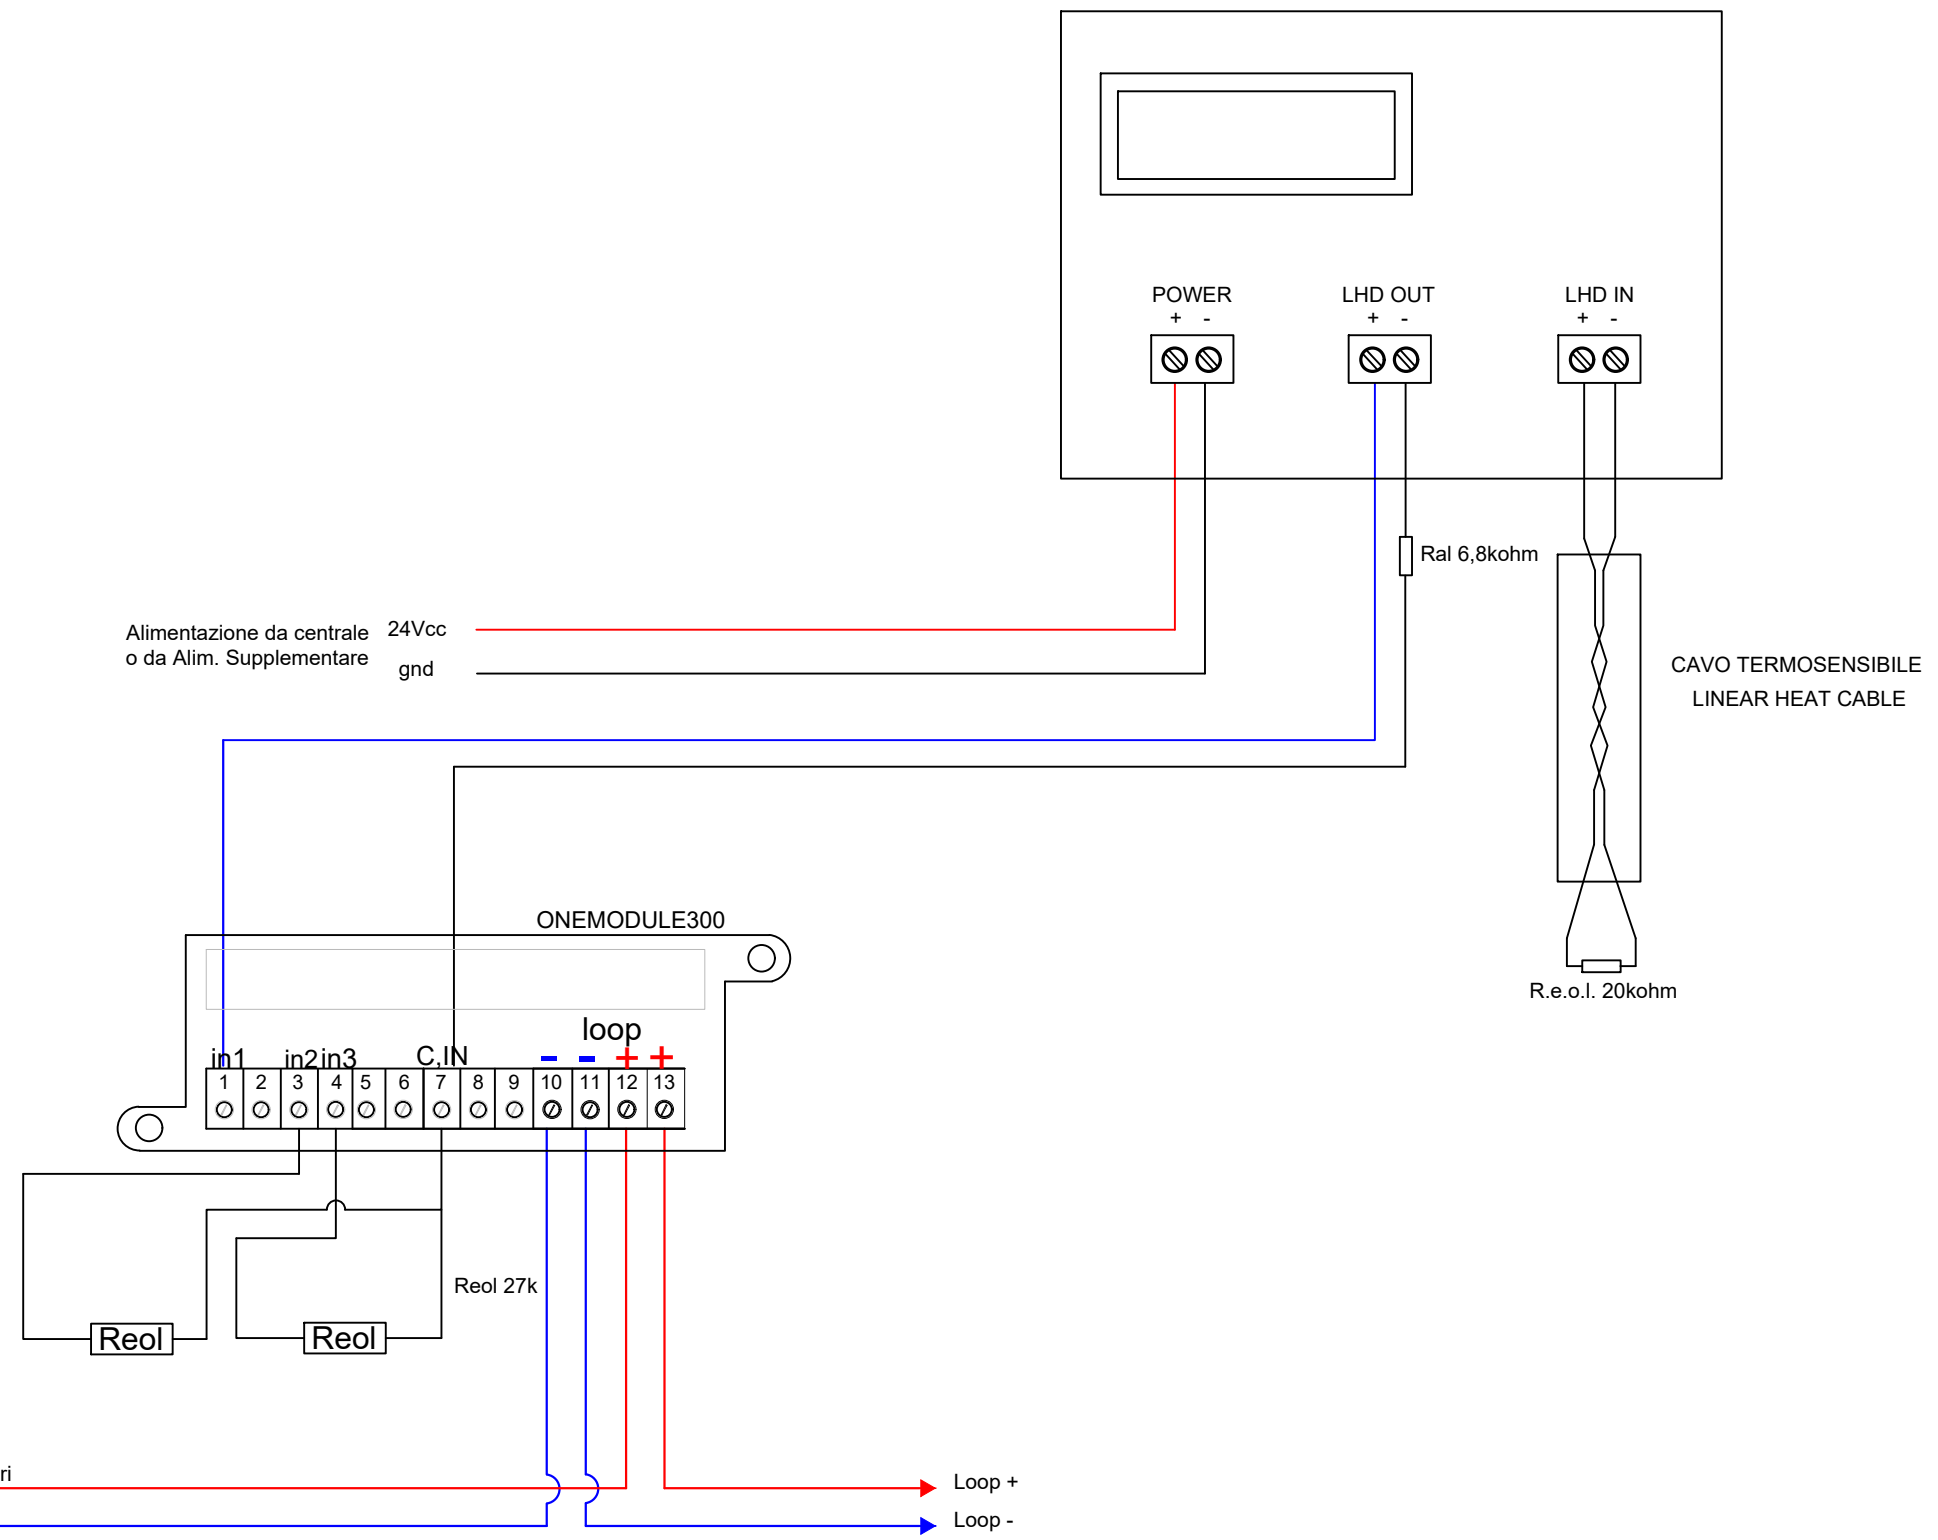 POWER
+ -
LHD OUT
+ -
LHD IN
+ -
Ral 6,8kohm
Alimentazione da centrale
o da Alim. Supplementare
24Vcc
gnd
CAVO TERMOSENSIBILE
LINEAR HEAT CABLE
R.e.o.l. 20kohm
ONEMODULE300
loop
in1 in2 in3 C,IN - - + +
1 2 3 4 5 6 7 8 9 10 11 12 13
Reol 27k
Reol
Reol
ri
Loop +
Loop -